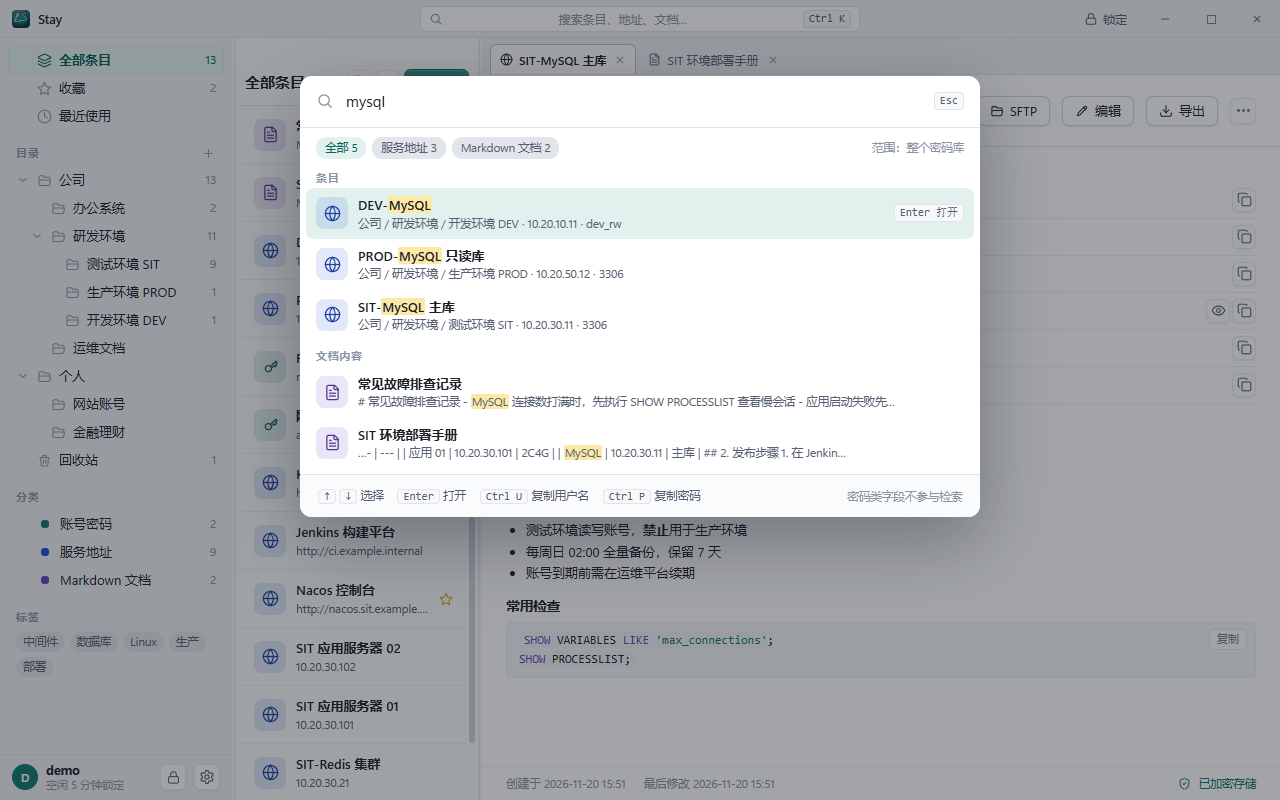 Stay
搜索条目、地址、文档...
Ctrl K
锁定
全部条目 13
收藏 2
最近使用
目录
公司 13
办公系统 2
研发环境 11
测试环境 SIT 9
生产环境 PROD 1
开发环境 DEV 1
运维文档
个人
网站账号
金融理财
回收站 1
分类
账号密码 2
服务地址 9
Markdown 文档 2
标签
中间件 数据库 Linux 生产
部署
D
demo
空闲 5 分钟锁定
全部条目
SIT-MySQL 主库
SIT 环境部署手册
SFTP
编辑
导出
mysql
Esc
全部 5
服务地址 3
Markdown 文档 2
范围：整个密码库
条目
DEV-MySQL
公司 / 研发环境 / 开发环境 DEV · 10.20.10.11 · dev_rw
Enter 打开
PROD-MySQL 只读库
公司 / 研发环境 / 生产环境 PROD · 10.20.50.12 · 3306
SIT-MySQL 主库
公司 / 研发环境 / 测试环境 SIT · 10.20.30.11 · 3306
文档内容
常见故障排查记录
# 常见故障排查记录 - MySQL 连接数打满时，先执行 SHOW PROCESSLIST 查看慢会话 - 应用启动失败先...
SIT 环境部署手册
...- | --- | | 应用 01 | 10.20.30.101 | 2C4G | | MySQL | 10.20.30.11 | 主库 | ## 2. 发布步骤 1. 在 Jenkin...
↑ ↓ 选择 Enter 打开 Ctrl U 复制用户名 Ctrl P 复制密码
密码类字段不参与检索
Jenkins 构建平台
http://ci.example.internal
Nacos 控制台
http://nacos.sit.example....
SIT 应用服务器 02
10.20.30.102
SIT 应用服务器 01
10.20.30.101
SIT-Redis 集群
10.20.30.21
测试环境读写账号，禁止用于生产环境
每周日 02:00 全量备份，保留 7 天
账号到期前需在运维平台续期
常用检查
SHOW VARIABLES LIKE 'max_connections';
SHOW PROCESSLIST;
复制
创建于 2026-11-20 15:51
最后修改 2026-11-20 15:51
已加密存储